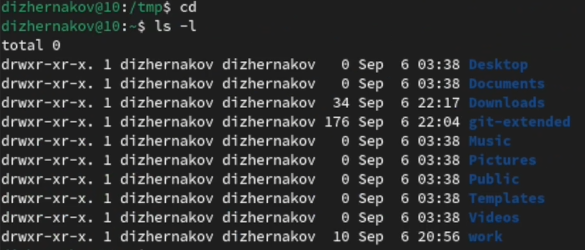 dizhernakov@10:/tmp$ cd
dizhernakov@10:~$ ls -l
total 0
drwxr-xr-x. 1 dizhernakov dizhernakov   0 Sep  6 03:38 Desktop
drwxr-xr-x. 1 dizhernakov dizhernakov   0 Sep  6 03:38 Documents
drwxr-xr-x. 1 dizhernakov dizhernakov  34 Sep  6 22:17 Downloads
drwxr-xr-x. 1 dizhernakov dizhernakov 176 Sep  6 22:04 git-extended
drwxr-xr-x. 1 dizhernakov dizhernakov   0 Sep  6 03:38 Music
drwxr-xr-x. 1 dizhernakov dizhernakov   0 Sep  6 03:38 Pictures
drwxr-xr-x. 1 dizhernakov dizhernakov   0 Sep  6 03:38 Public
drwxr-xr-x. 1 dizhernakov dizhernakov   0 Sep  6 03:38 Templates
drwxr-xr-x. 1 dizhernakov dizhernakov   0 Sep  6 03:38 Videos
drwxr-xr-x. 1 dizhernakov dizhernakov  10 Sep  6 20:56 work